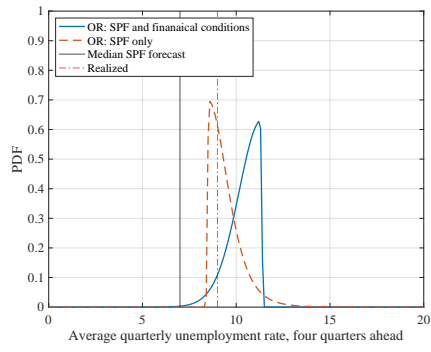 OR: SPF and finanaical conditions
OR: SPF only
Median SPF forecast
Realized
1
0.9
0.8
0.7
0.6
0.5
0.4
0.3
0.2
0.1
0
PDF
0 5 10 15 20
Average quarterly unemployment rate, four quarters ahead